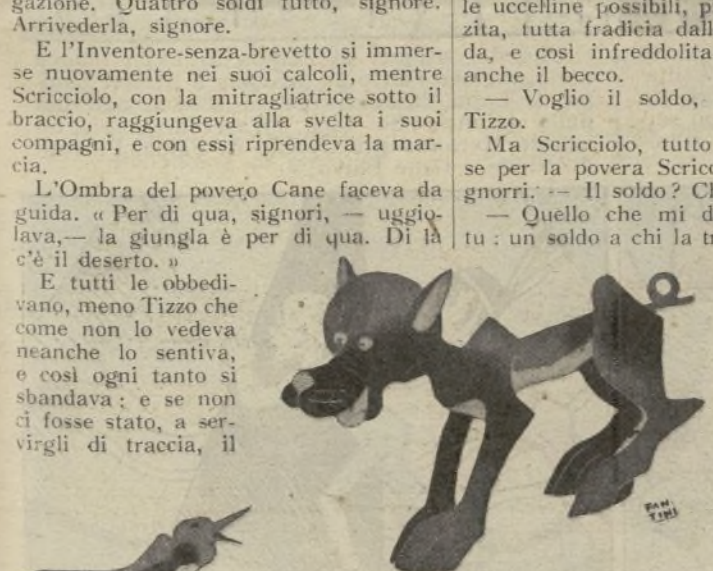 gazione. Quattro soldi tutto, signore.
Arrivederla, signore.
E l'Inventore-senza-brevetto si immer-
se nuovamente nei suoi calcoli, mentre
Scricciolo, con la mitragliatrice sotto il
braccio, raggiungeva alla svelta i suoi
compagni, e con essi riprendeva la mar-
cia.
L'Ombra del povero Cane faceva da
guida. « Per di qua, signori, — uggio-
lava,— la giungla è per di qua. Di là
c'è il deserto. »
E tutti le obbedi-
vano, meno Tizzo che
come non lo vedeva
neanche lo sentiva,
e così ogni tanto si
sbandava ; e se non
ci fosse stato, a ser-
virgli di traccia, il
le uccelline possibili, p
zita, tutta fradicia dall
da, e così infreddolita
anche il becco.
— Voglio il soldo,
Tizzo.
Ma Scricciolo, tutto
se per la povera Scricc
gnorri. — Il soldo ? Cl
— Quello che mi d
tu : un soldo a chi la tr
FAN.
TINI